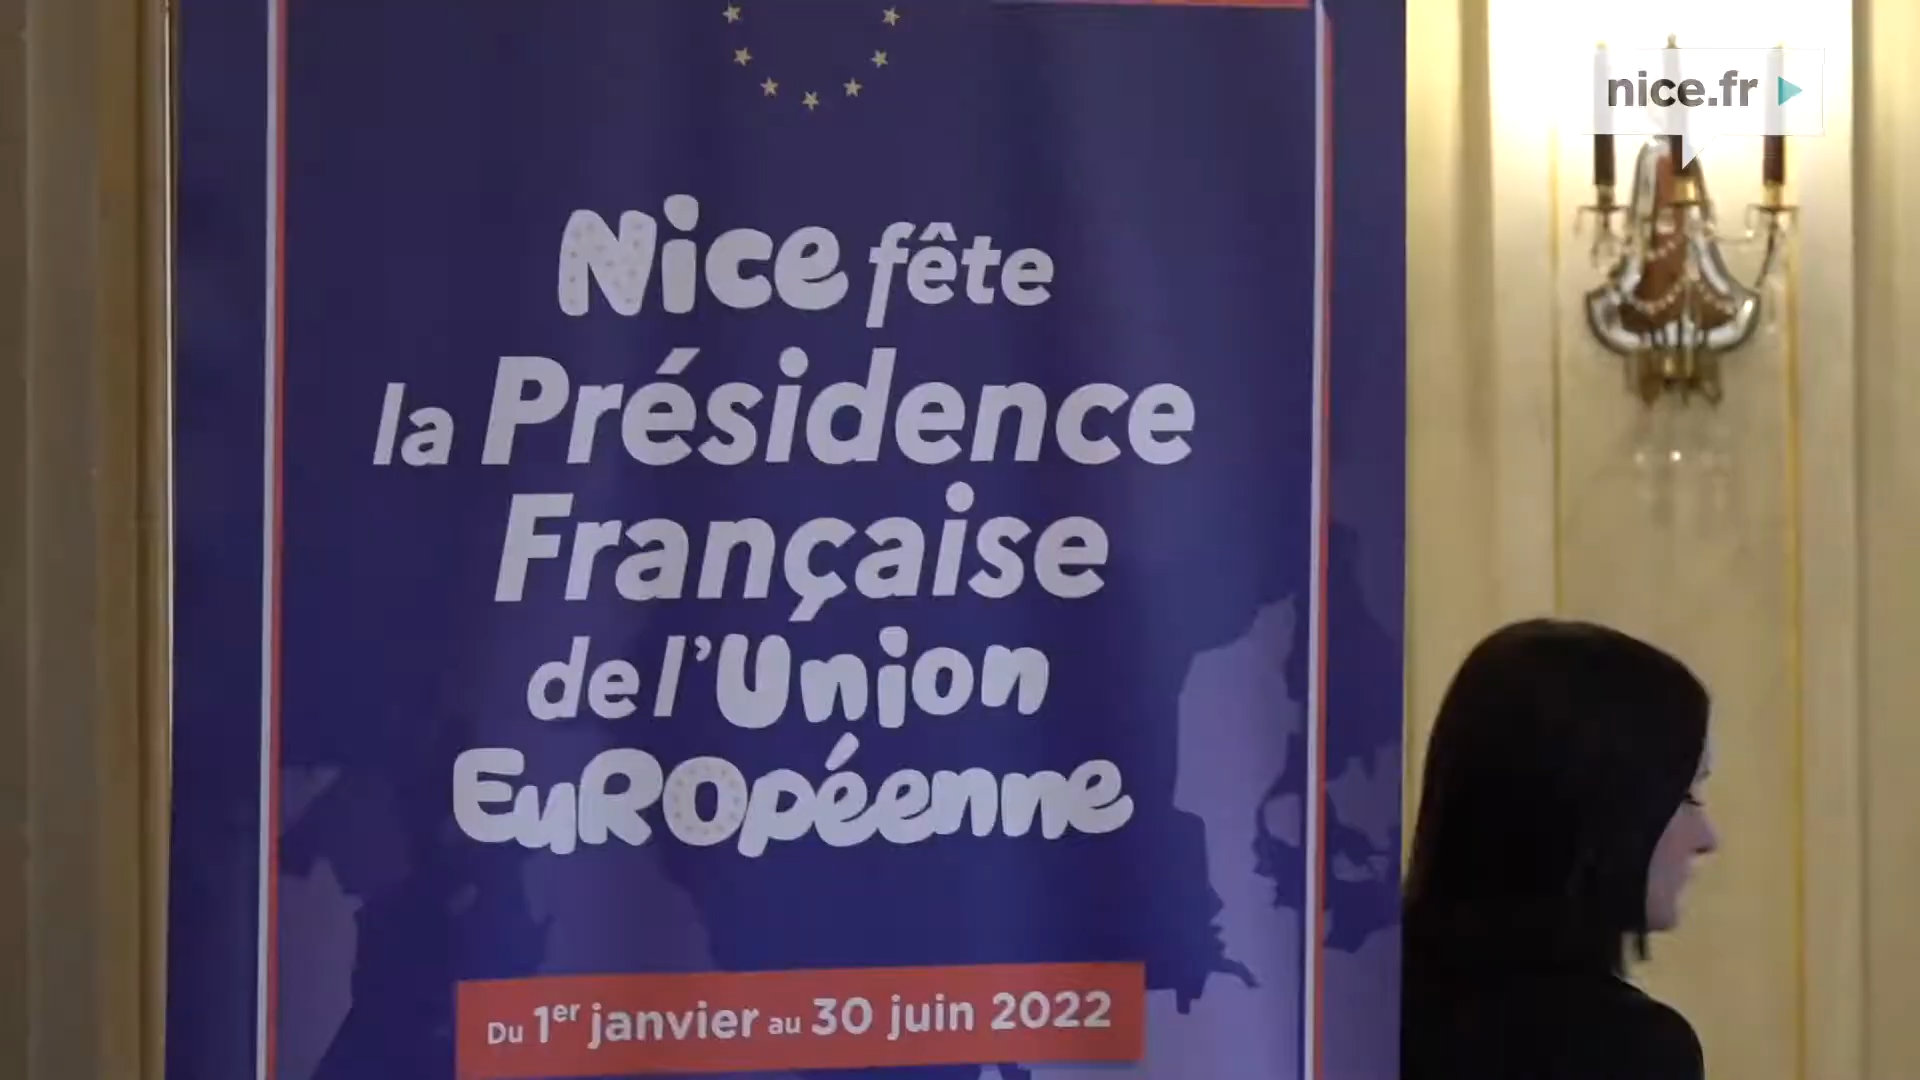 nice.fr
Nice fête
la Présidence
Française
de l'Union
EuROpéenne
Du 1er janvier au 30 juin 2022